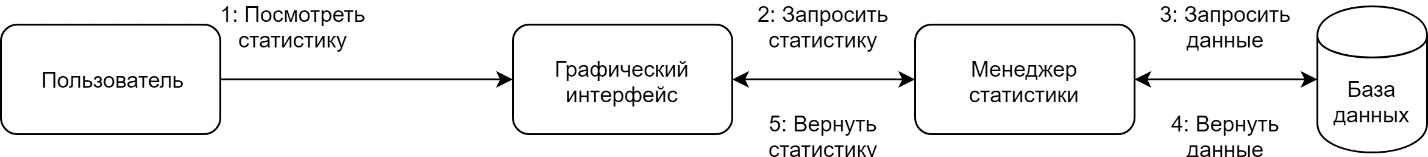 1: Посмотреть
статистику
2: Запросить
статистику
3: Запросить
данные
Пользователь
Графический
интерфейс
Менеджер
статистики
База
данных
5: Вернуть
статистику
4: Вернуть
данные